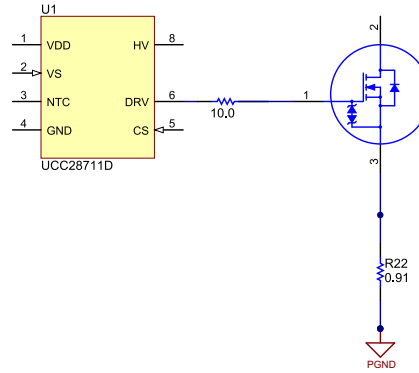 U1
1 VDD HV 8
2 VS
3 NTC DRV 6
4 GND CS 5
UCC28711D
10.0
1
2
3
R22
0.91
PGND